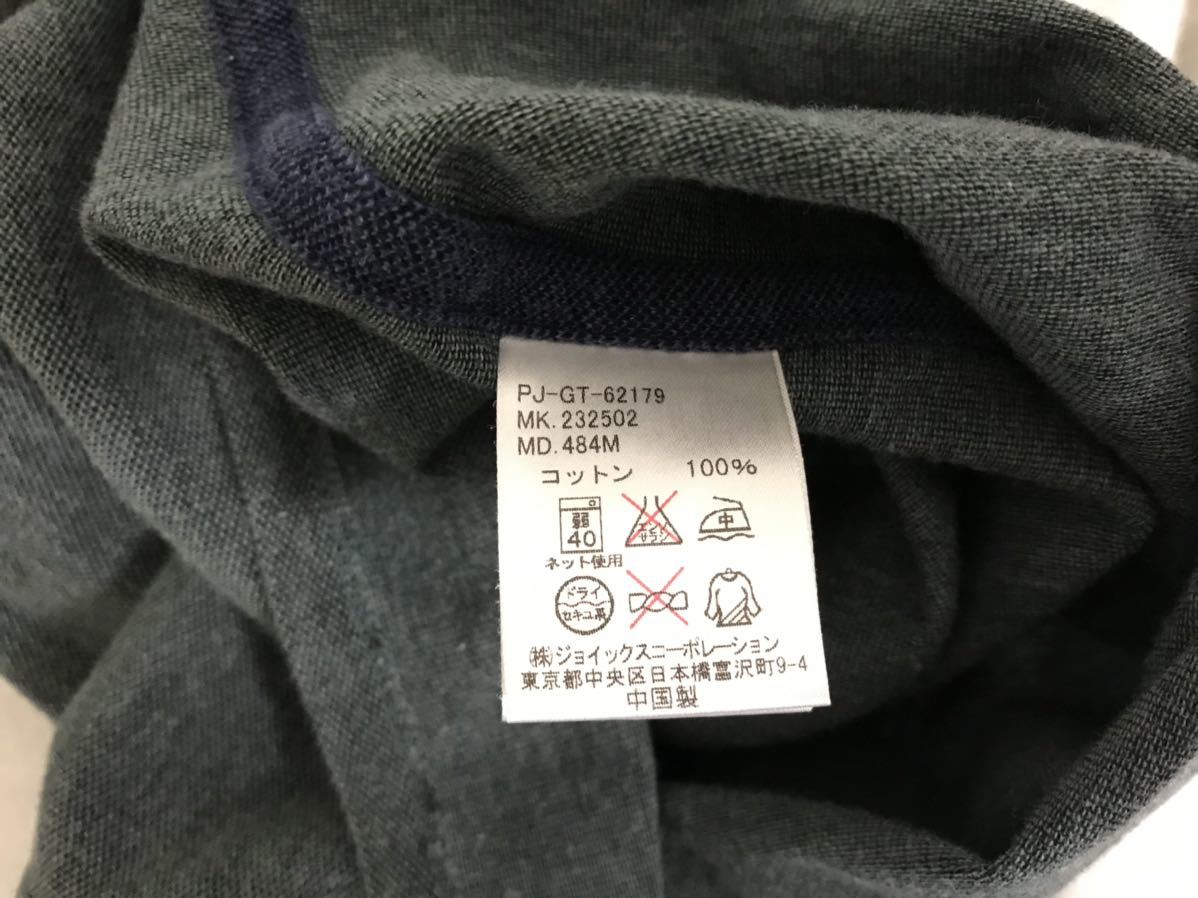 PJ-GT-62179
MK.232502
MD.484M
コットン 100%
弱 40
エンソサラシ
中
ネット使用
ドライ セキユ系
(株)ジョイックスコーポレーション
東京都中央区日本橋富沢町9-4
中国製